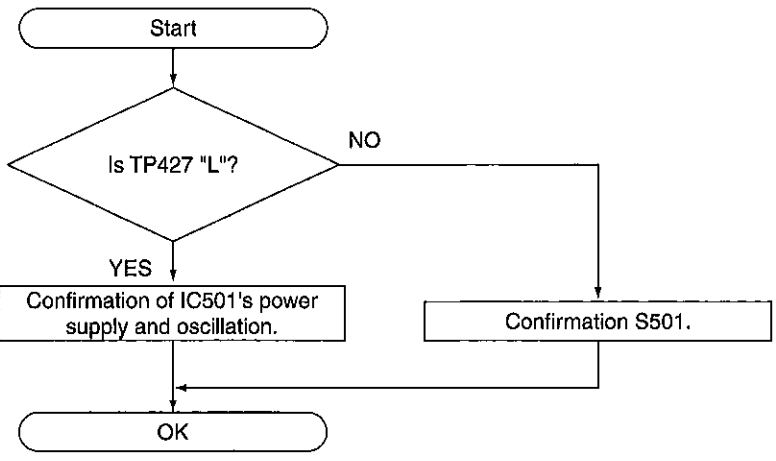 Start
Is TP427 "L"?
NO
YES
Confirmation of IC501's power
supply and oscillation.
Confirmation S501.
OK